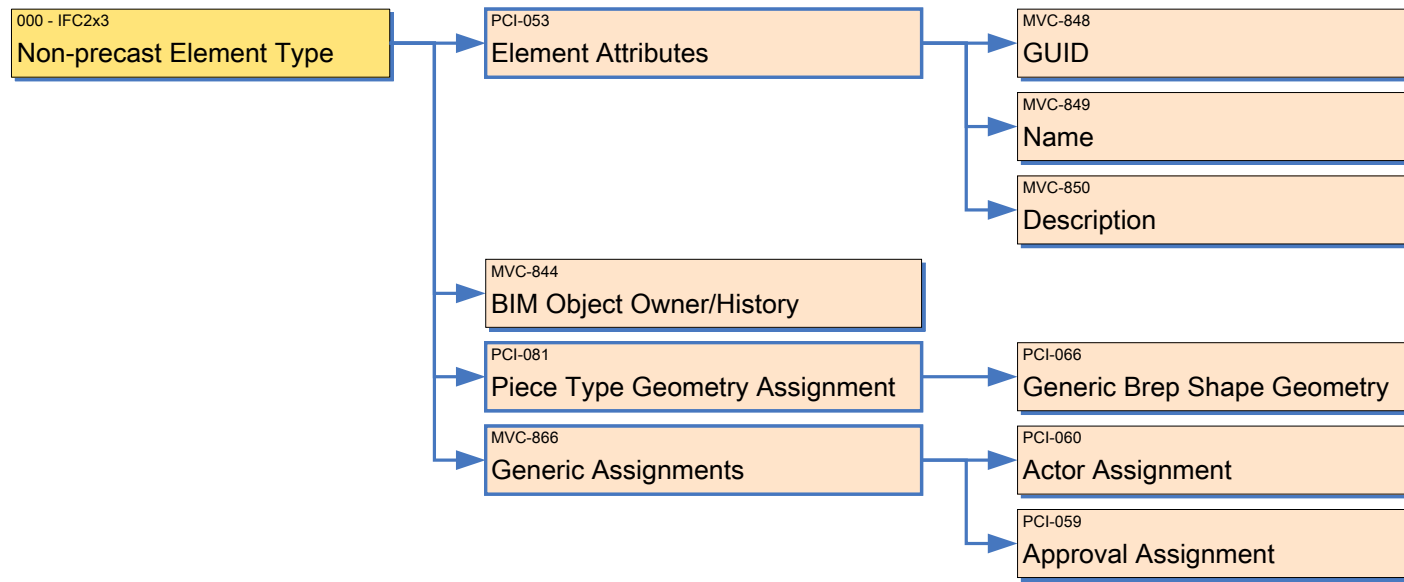 000 - IFC2x3
Non-precast Element Type
PCI-053
Element Attributes
MVC-848
GUID
MVC-849
Name
MVC-850
Description
MVC-844
BIM Object Owner/History
PCI-081
Piece Type Geometry Assignment
PCI-066
Generic Brep Shape Geometry
MVC-866
Generic Assignments
PCI-060
Actor Assignment
PCI-059
Approval Assignment